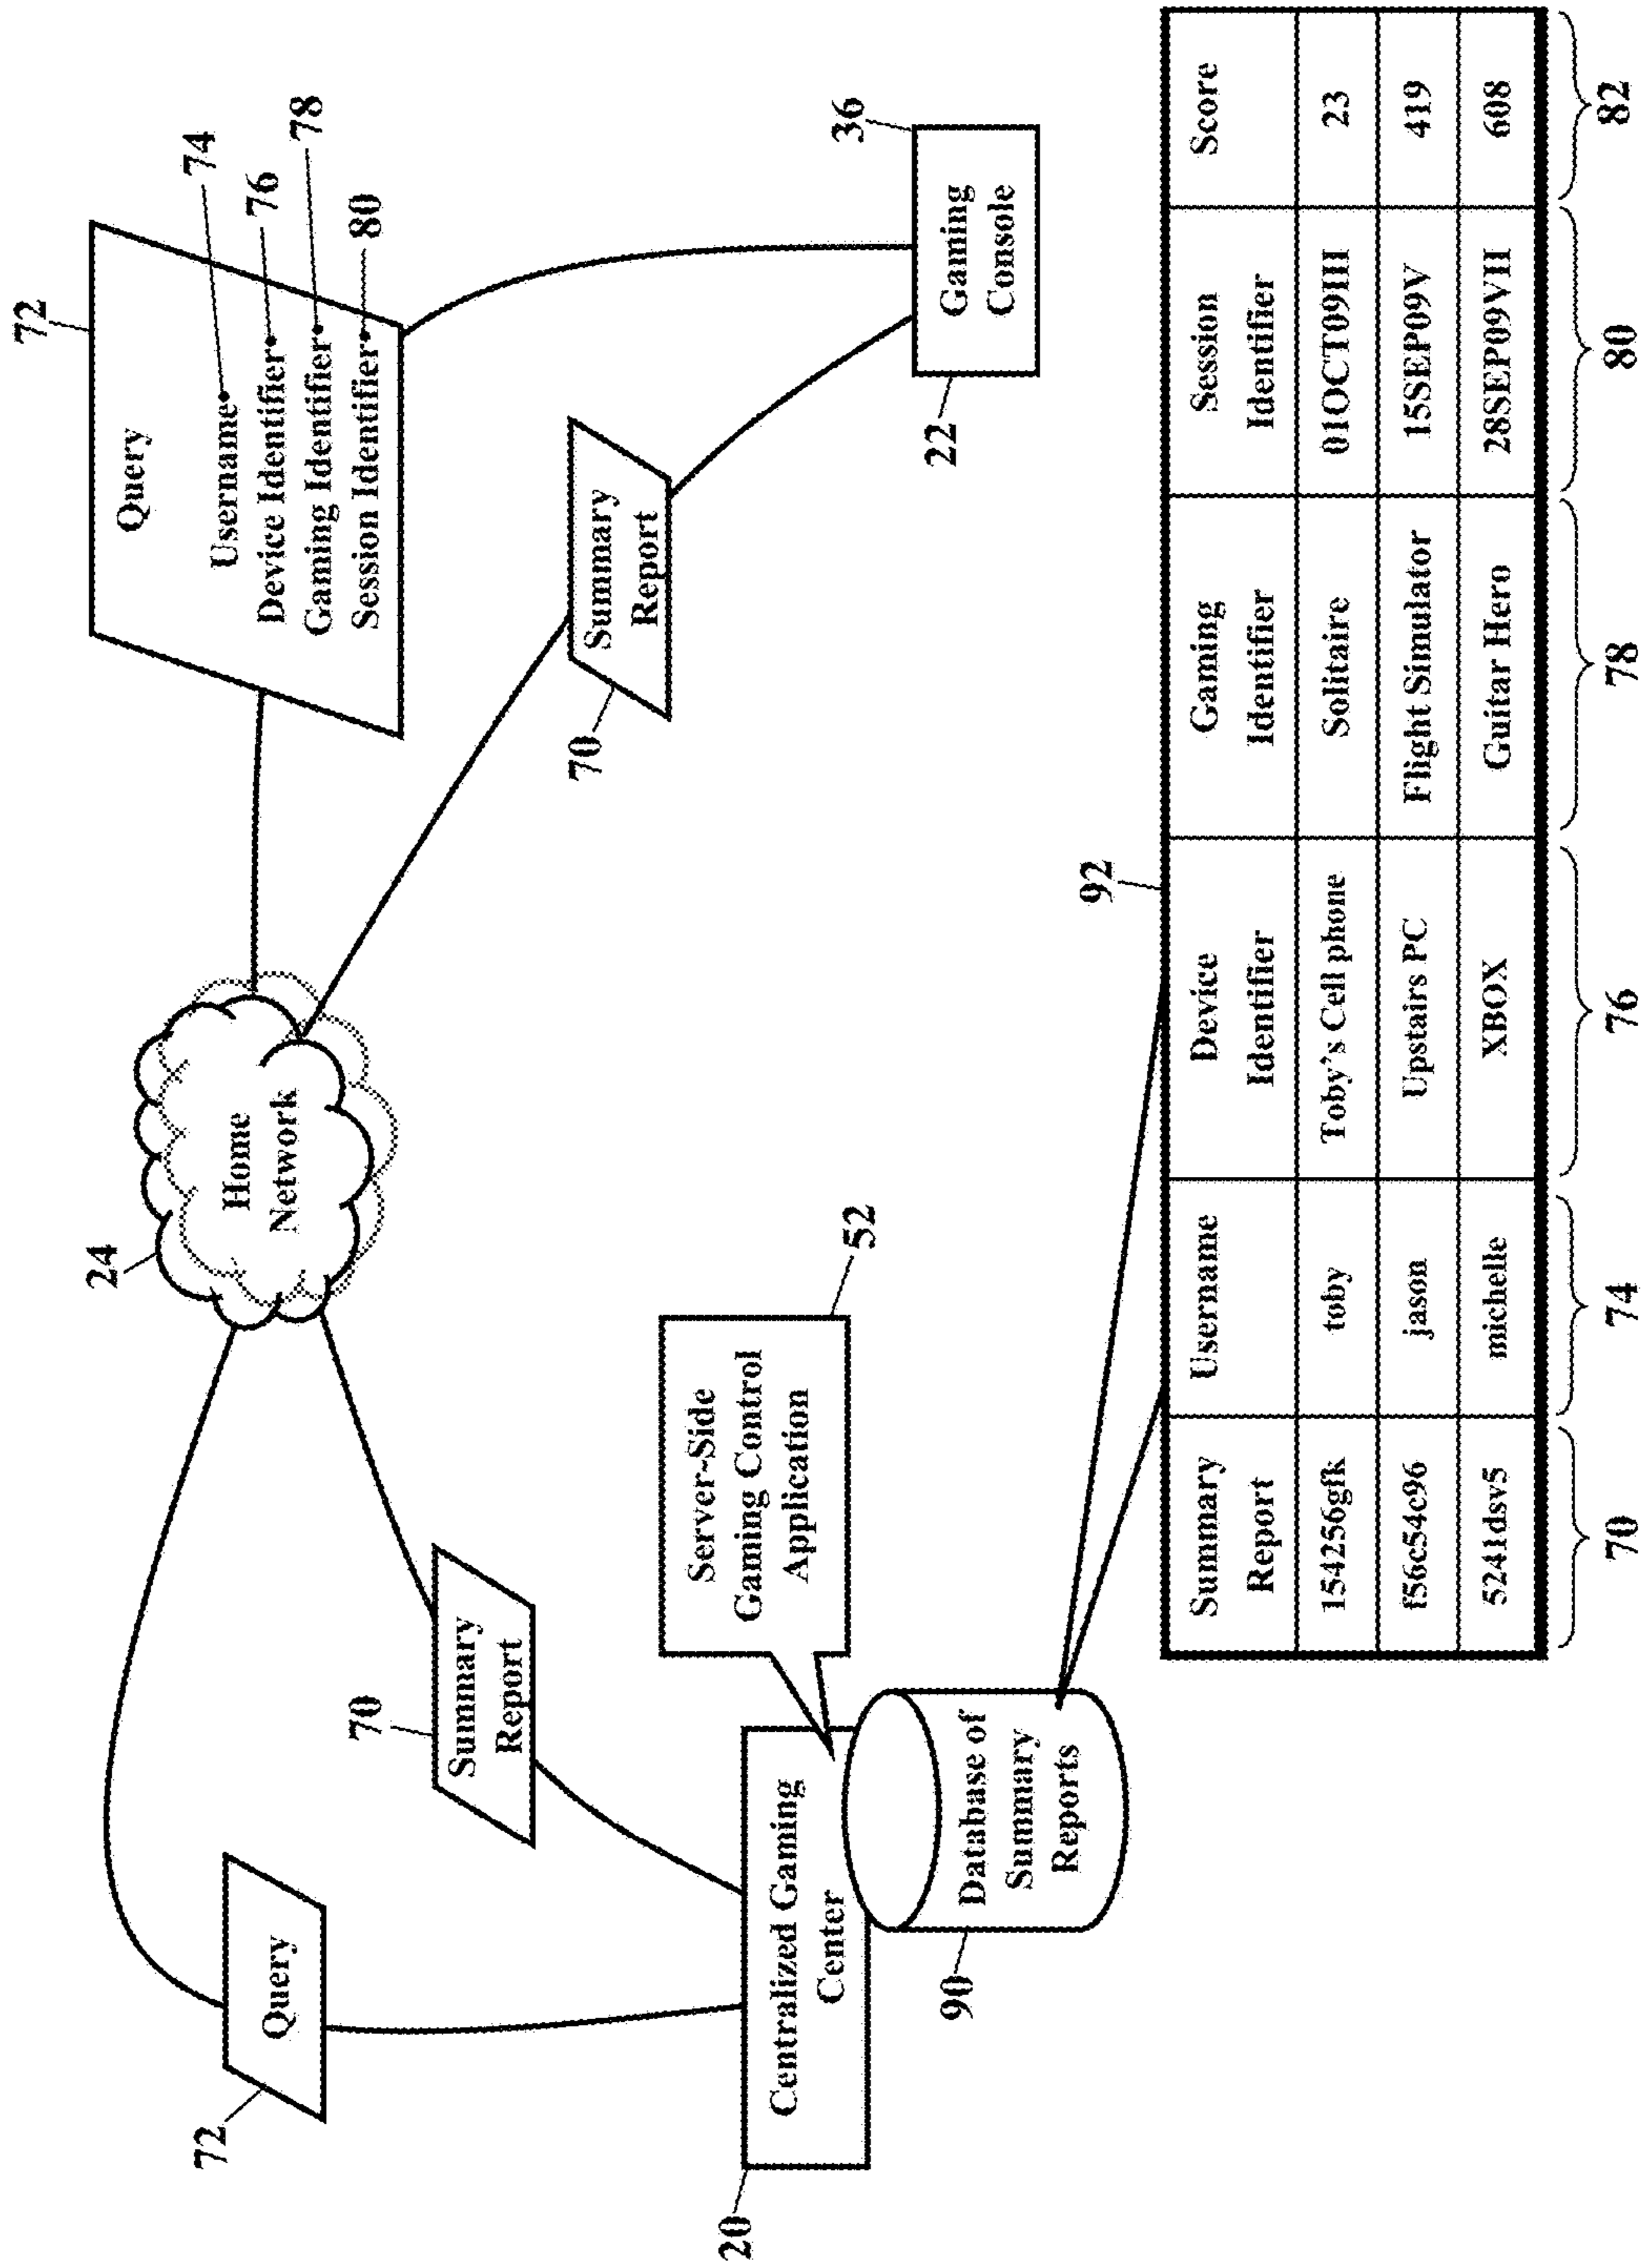 72
Query
74
Username
76
Device Identifier
78
Gaming Identifier
80
Session Identifier
24
Home
Network
72
Query
70
Summary
Report
70
Summary
Report
20
Centralized Gaming
Center
Server-Side
Gaming Control
Application
52
22
36
Gaming
Console
90
Database of
Summary
Reports
92
Summary Report
Username
Device Identifier
Gaming Identifier
Session Identifier
Score
154256gfk
toby
Toby's Cell phone
Solitaire
01OCT09III
23
f56c54c96
jason
Upstairs PC
Flight Simulator
15SEP09V
419
5241dsv5
michelle
XBOX
Guitar Hero
28SEP09VII
608
70
74
76
78
80
82